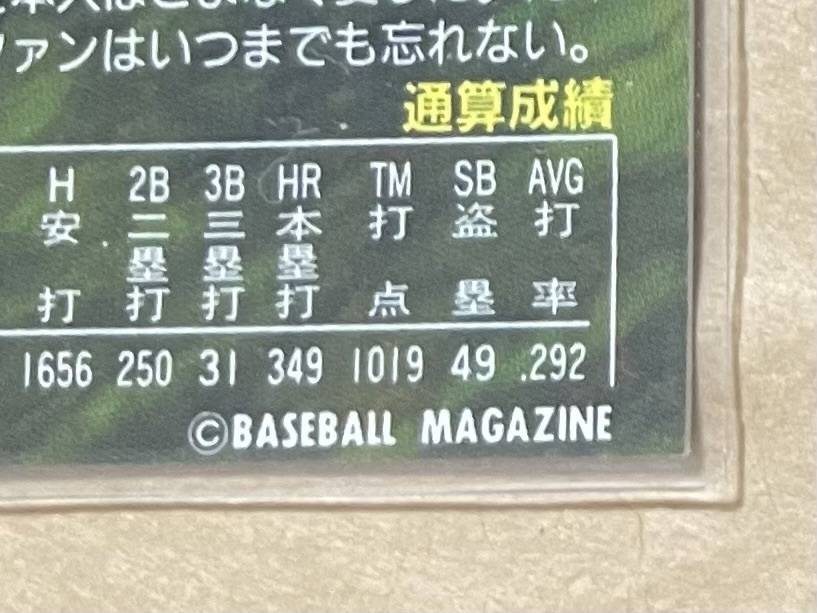 ファンはいつまでも忘れない。
通算成績
H 2B 3B HR TM SB AVG
安打 二塁打 三塁打 本塁打 打点 盗塁 打率
1656 250 31 349 1019 49 .292
©BASEBALL MAGAZINE